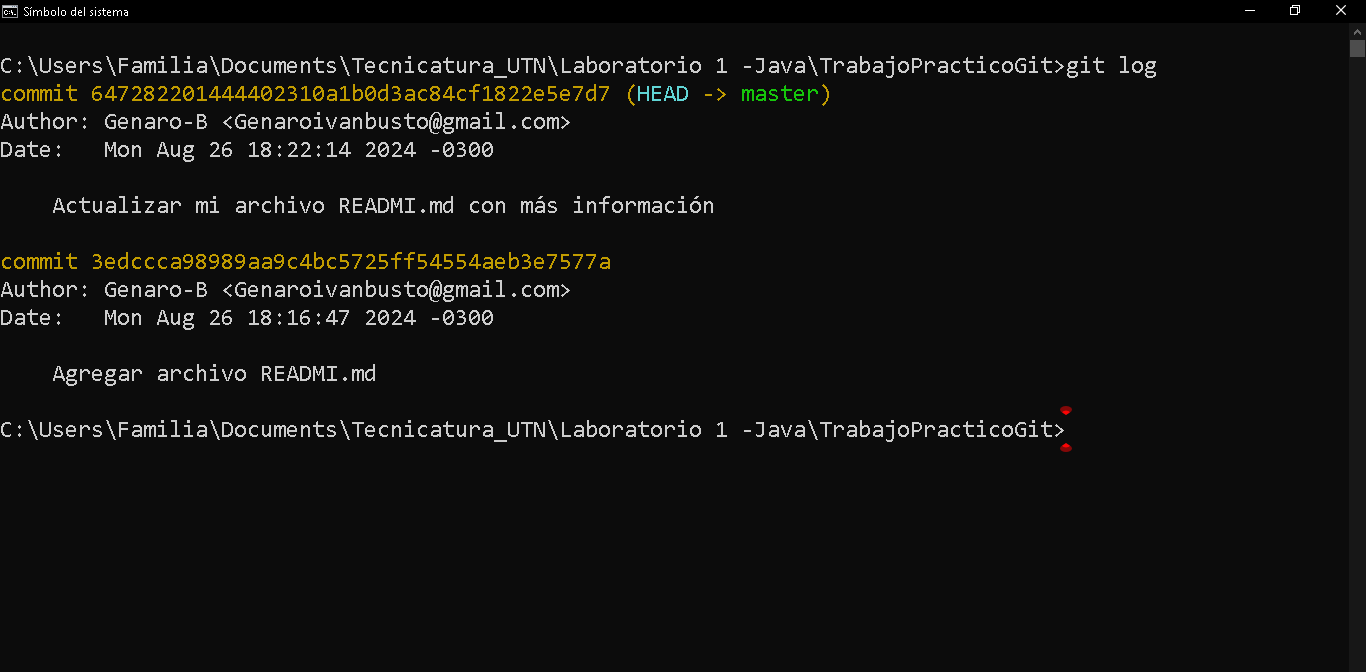 Símbolo del sistema
C:\Users\Familia\Documents\Tecnicatura_UTN\Laboratorio 1 -Java\TrabajoPracticoGit>git log
commit 647282201444402310a1b0d3ac84cf1822e5e7d7 (HEAD -> master)
Author: Genaro-B <Genaroivanbusto@gmail.com>
Date:   Mon Aug 26 18:22:14 2024 -0300
    Actualizar mi archivo READMI.md con más información
commit 3edccca98989aa9c4bc5725ff54554aeb3e7577a
Author: Genaro-B <Genaroivanbusto@gmail.com>
Date:   Mon Aug 26 18:16:47 2024 -0300
    Agregar archivo READMI.md
C:\Users\Familia\Documents\Tecnicatura_UTN\Laboratorio 1 -Java\TrabajoPracticoGit>